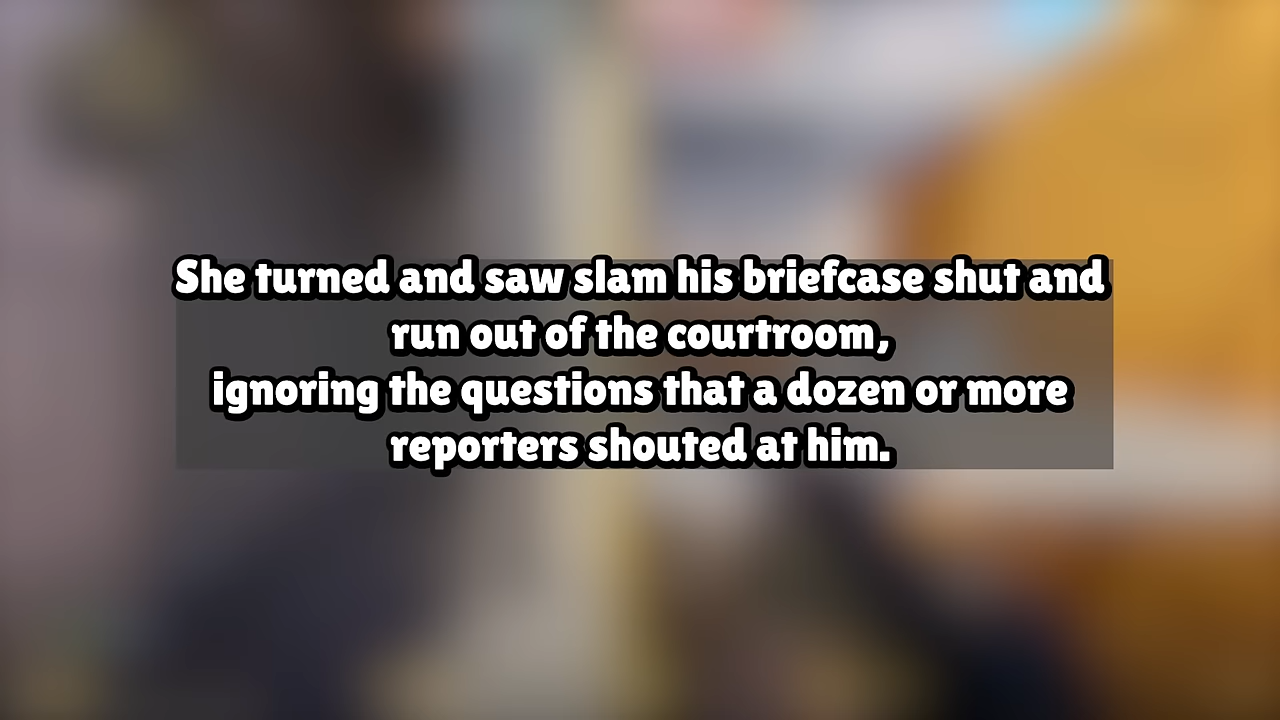 She turned and saw slam his briefcase shut and
run out of the courtroom,
ignoring the questions that a dozen or more
reporters shouted at him.